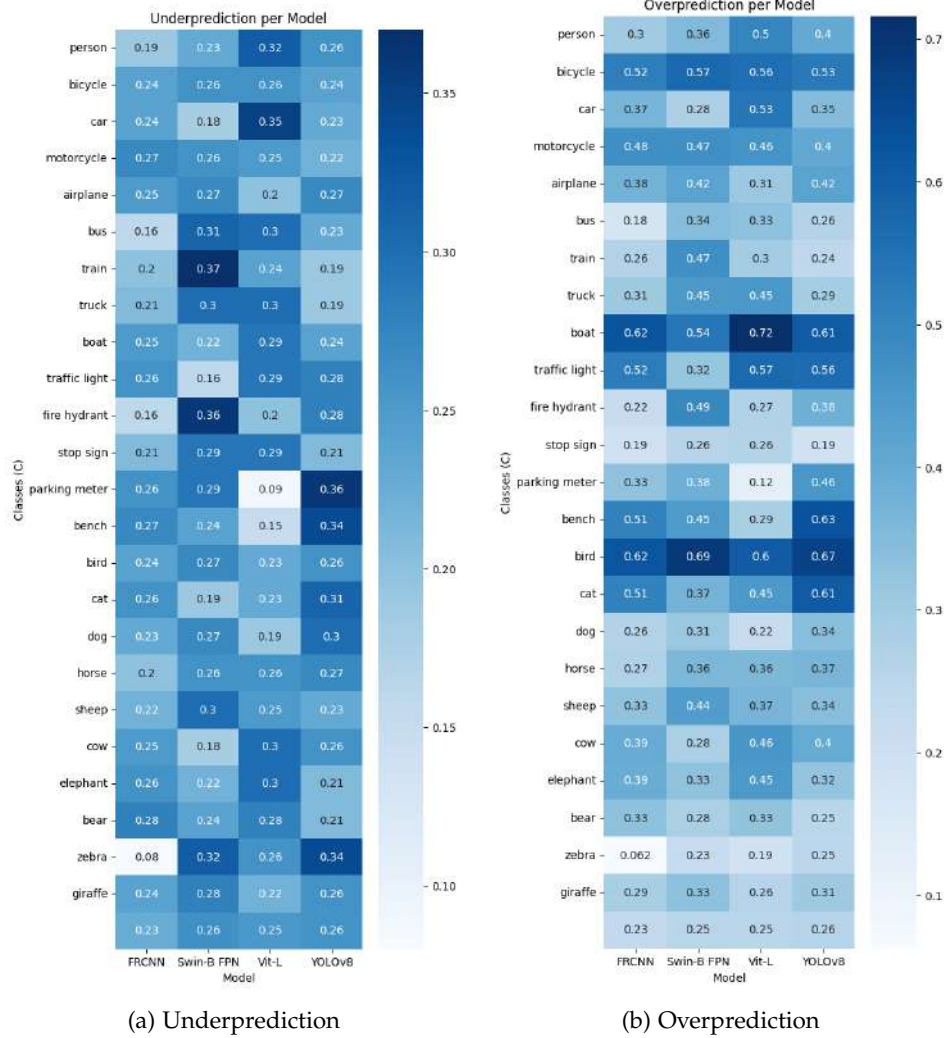 Underprediction per Model
Classes (C)
person 0.19 0.23 0.32 0.26
bicycle 0.24 0.26 0.26 0.24
car 0.24 0.18 0.35 0.23
motorcycle 0.27 0.26 0.25 0.22
airplane 0.25 0.27 0.2 0.27
bus 0.16 0.31 0.3 0.23
train 0.2 0.37 0.24 0.19
truck 0.21 0.3 0.3 0.19
boat 0.25 0.22 0.29 0.24
traffic light 0.26 0.16 0.29 0.28
fire hydrant 0.16 0.36 0.2 0.28
stop sign 0.21 0.29 0.29 0.21
parking meter 0.26 0.29 0.09 0.36
bench 0.27 0.24 0.15 0.34
bird 0.24 0.27 0.23 0.26
cat 0.26 0.19 0.23 0.31
dog 0.23 0.27 0.19 0.3
horse 0.2 0.26 0.26 0.27
sheep 0.22 0.3 0.25 0.23
cow 0.25 0.18 0.3 0.26
elephant 0.26 0.22 0.3 0.21
bear 0.28 0.24 0.28 0.21
zebra 0.08 0.32 0.26 0.34
giraffe 0.24 0.28 0.22 0.26
0.23 0.26 0.25 0.26
FRCNN Swin-B FPN Vit-L YOLOv8
Model
0.35
0.30
0.25
0.20
0.15
0.10
(a) Underprediction
Overprediction per Model
Classes (C)
person 0.3 0.36 0.5 0.4
bicycle 0.52 0.57 0.56 0.53
car 0.37 0.28 0.53 0.35
motorcycle 0.48 0.47 0.46 0.4
airplane 0.38 0.42 0.31 0.42
bus 0.18 0.34 0.33 0.26
train 0.26 0.47 0.3 0.24
truck 0.31 0.45 0.45 0.29
boat 0.62 0.54 0.72 0.61
traffic light 0.52 0.32 0.57 0.56
fire hydrant 0.22 0.49 0.27 0.38
stop sign 0.19 0.26 0.26 0.19
parking meter 0.33 0.38 0.12 0.46
bench 0.51 0.45 0.29 0.63
bird 0.62 0.69 0.6 0.67
cat 0.51 0.37 0.45 0.61
dog 0.26 0.31 0.22 0.34
horse 0.27 0.36 0.36 0.37
sheep 0.33 0.44 0.37 0.34
cow 0.39 0.28 0.46 0.4
elephant 0.39 0.33 0.45 0.32
bear 0.33 0.28 0.33 0.25
zebra 0.062 0.23 0.19 0.25
giraffe 0.29 0.33 0.26 0.31
0.23 0.25 0.25 0.26
FRCNN Swin-B FPN Vit-L YOLOv8
Model
0.7
0.6
0.5
0.4
0.3
0.2
0.1
(b) Overprediction